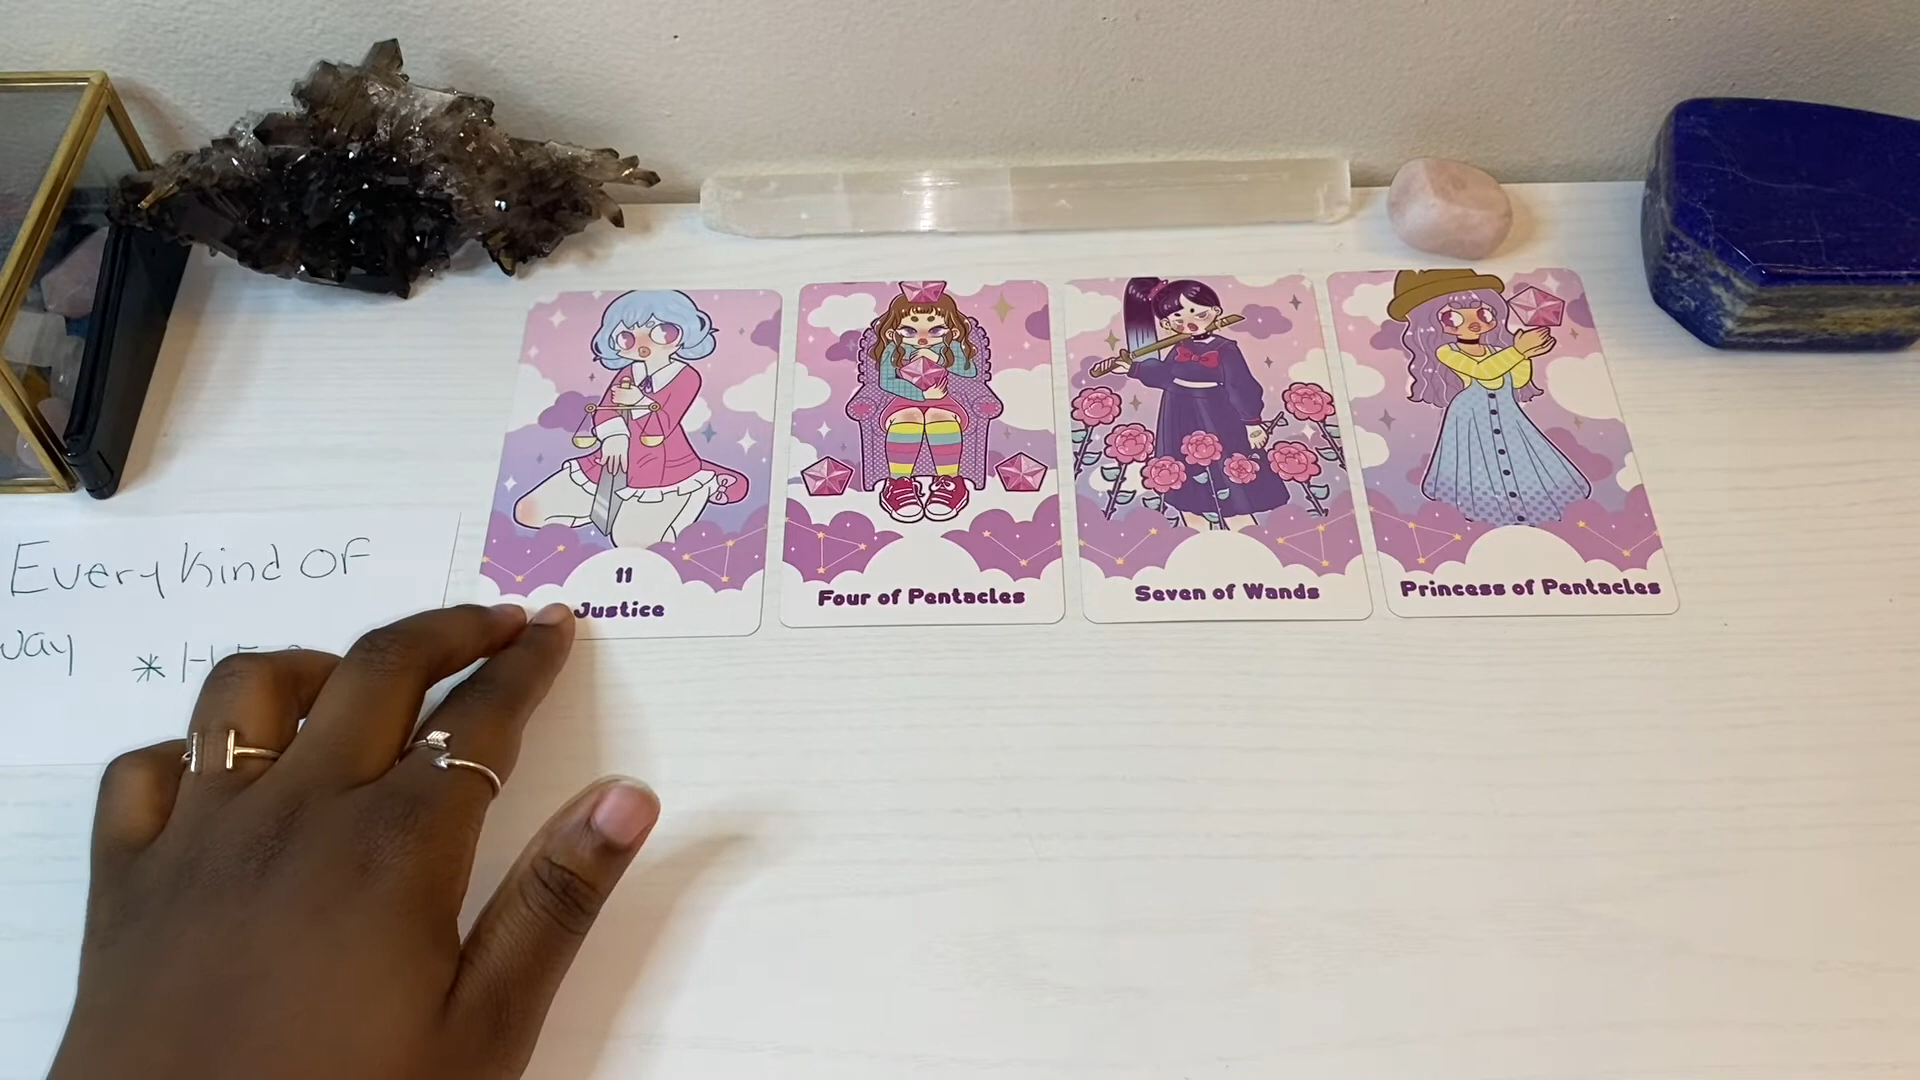 Every Kind Of
way *
11
Justice
Four of Pentacles
Seven of Wands
Princess of Pentacles